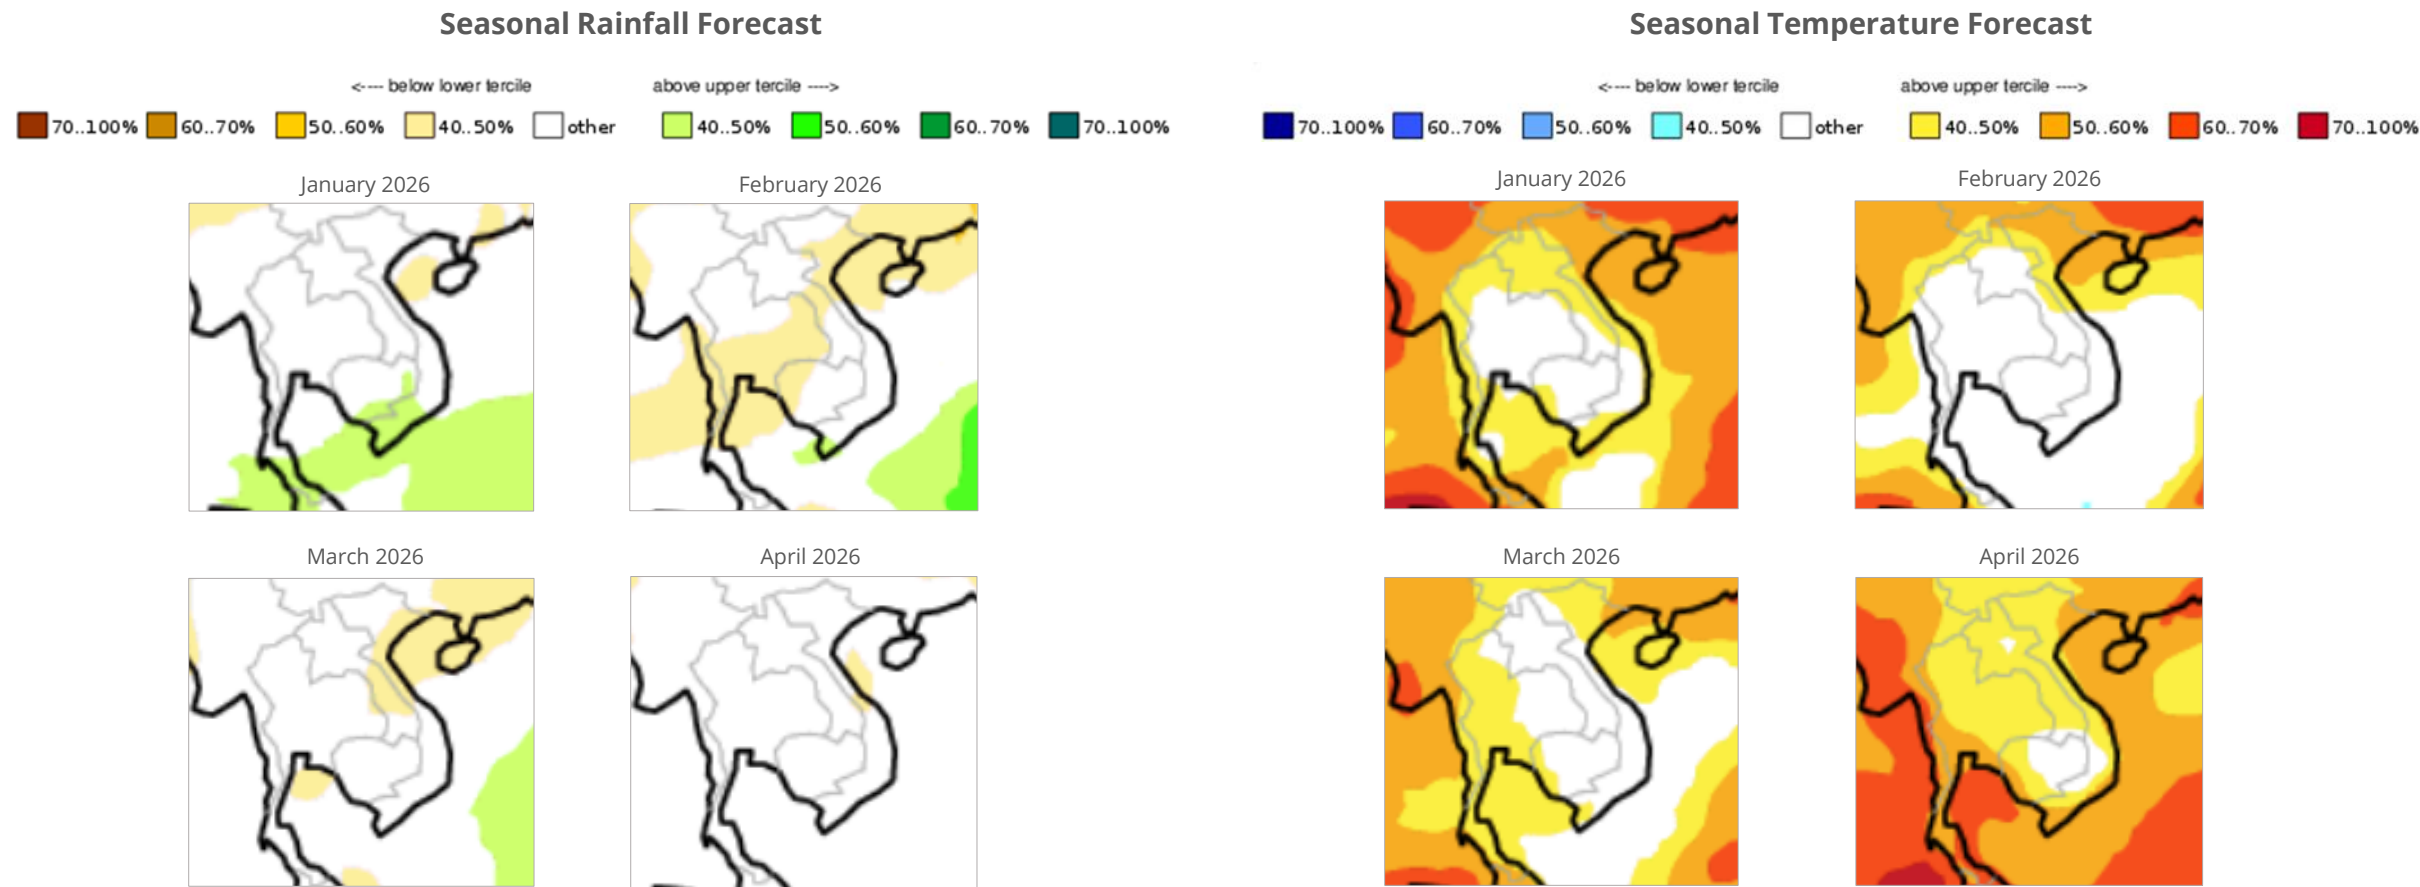 Seasonal Rainfall Forecast
<---- below lower tercile above upper tercile ---->
70..100% 60..70% 50..60% 40..50% other 40..50% 50..60% 60..70% 70..100%
January 2026
February 2026
March 2026
April 2026
Seasonal Temperature Forecast
<---- below lower tercile above upper tercile ---->
70..100% 60..70% 50..60% 40..50% other 40..50% 50..60% 60..70% 70..100%
January 2026
February 2026
March 2026
April 2026